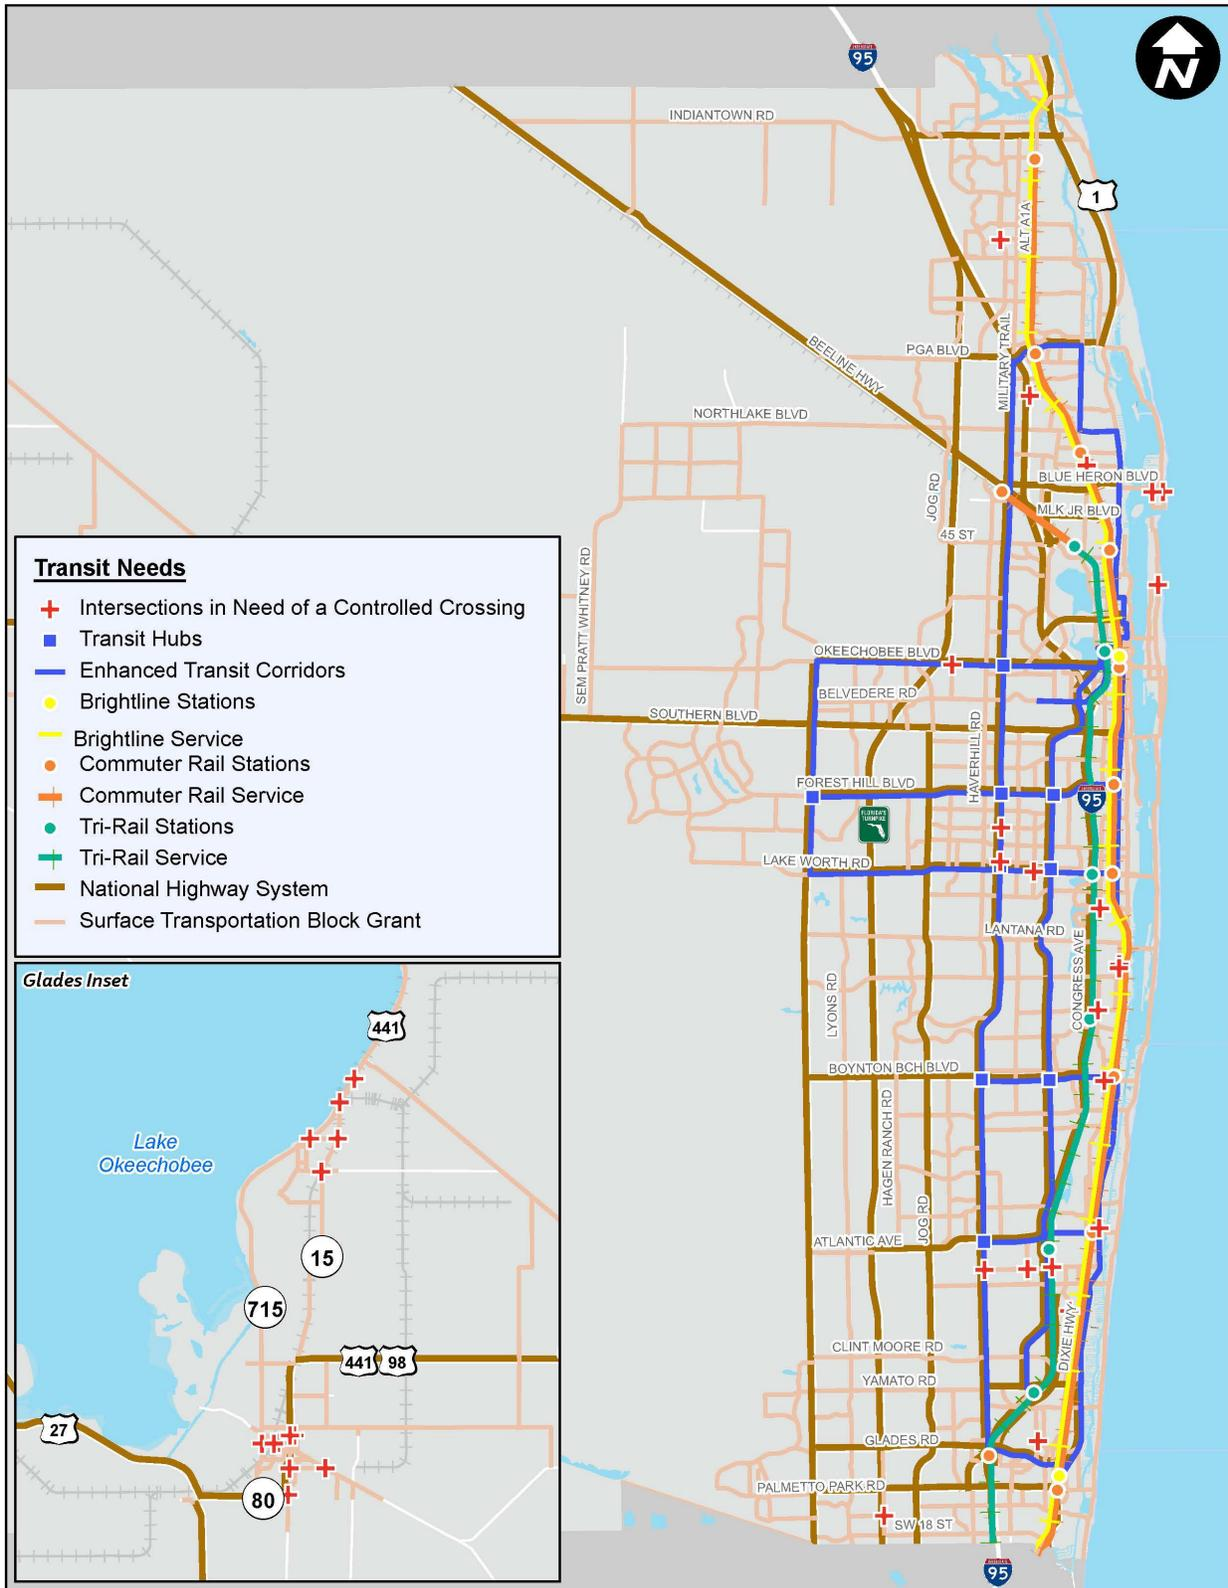 N
INTERSTATE
95
INDIANTOWN RD
1
ALT A1A
MILITARY TRAIL
BEELINE HWY
PGA BLVD
NORTHLAKE BLVD
BLUE HERON BLVD
JOG RD
MLK JR BLVD
45 ST
SEM PRATT WHITNEY RD
OKEECHOBEE BLVD
BELVEDERE RD
SOUTHERN BLVD
HAVERHILL RD
FOREST HILL BLVD
95
FLORIDA'S
TURNPIKE
LAKE WORTH RD
LANTANA RD
CONGRESS AVE
LYONS RD
BOYNTON BCH BLVD
HAGEN RANCH RD
JOG RD
ATLANTIC AVE
DIXIE HWY
CLINT MOORE RD
YAMATO RD
GLADES RD
PALMETTO PARK RD
SW 18 ST
95
Transit Needs
Intersections in Need of a Controlled Crossing
Transit Hubs
Enhanced Transit Corridors
Brightline Stations
Brightline Service
Commuter Rail Stations
Commuter Rail Service
Tri-Rail Stations
Tri-Rail Service
National Highway System
Surface Transportation Block Grant
Glades Inset
441
Lake
Okeechobee
15
715
441
98
27
80